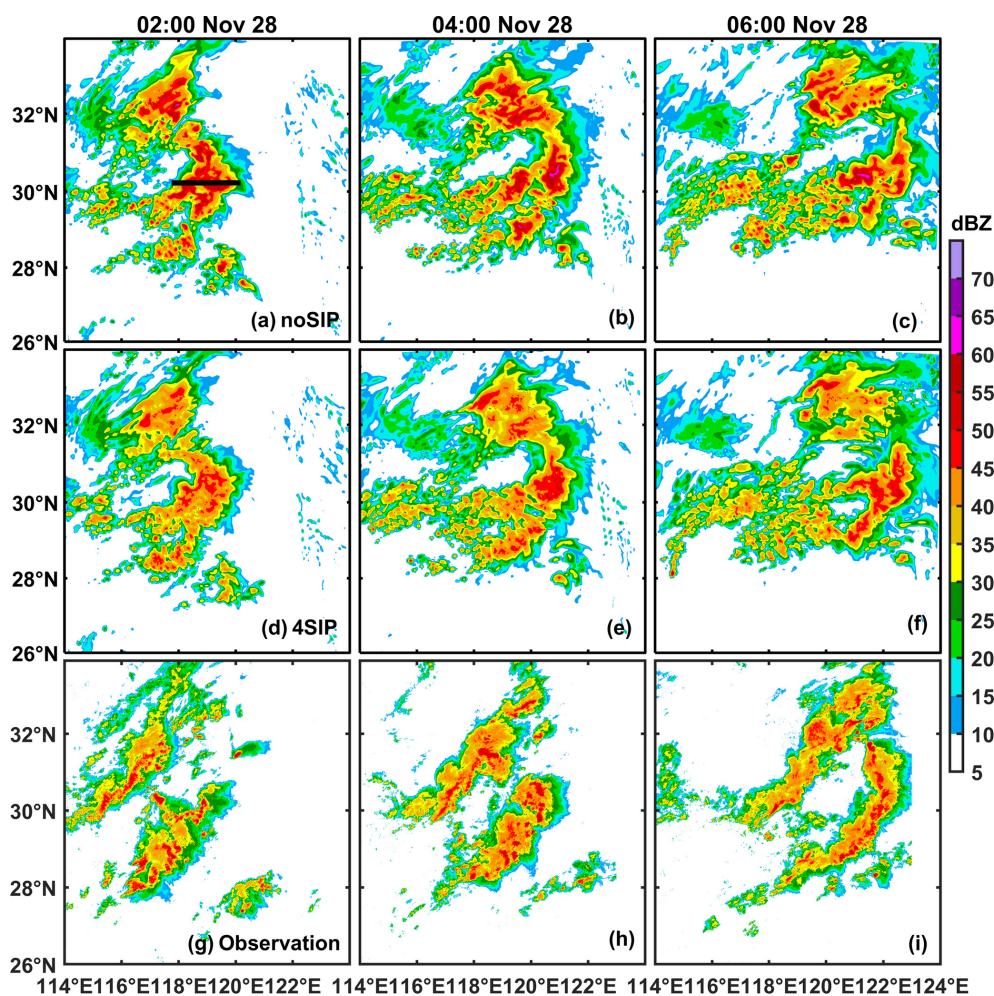 02:00 Nov 28 04:00 Nov 28 06:00 Nov 28
32°N
30°N
28°N
26°N
(a) noSIP (b) (c)
dBZ
70
65
60
55
50
45
40
35
30
25
20
15
10
5
32°N
30°N
28°N
26°N
(d) 4SIP (e) (f)
32°N
30°N
28°N
26°N
(g) Observation (h) (i)
114°E116°E118°E120°E122°E 114°E116°E118°E120°E122°E 114°E116°E118°E120°E122°E124°E